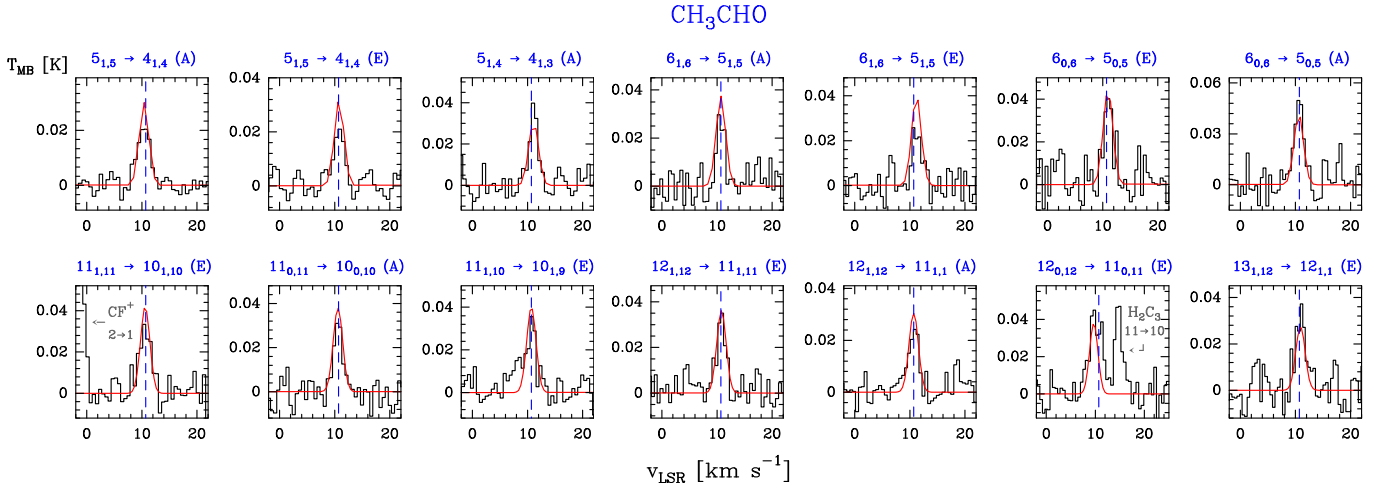 CH₃CHO
T_MB [K]
5₁,₅ → 4₁,₄ (A)
5₁,₅ → 4₁,₄ (E)
5₁,₄ → 4₁,₃ (A)
6₁,₆ → 5₁,₅ (A)
6₁,₆ → 5₁,₅ (E)
6₀,₆ → 5₀,₅ (E)
6₀,₆ → 5₀,₅ (A)
0.02
0
0.04
0.02
0
0.04
0.02
0
0.04
0.02
0
0.04
0.02
0
0.04
0.02
0
0.06
0.03
0
0 10 20
0 10 20
0 10 20
0 10 20
0 10 20
0 10 20
0 10 20
11₁,₁₁ → 10₁,₁₀ (E)
11₀,₁₁ → 10₀,₁₀ (A)
11₁,₁₀ → 10₁,₉ (E)
12₁,₁₂ → 11₁,₁₁ (E)
12₁,₁₂ → 11₁,₁ (A)
12₀,₁₂ → 11₀,₁₁ (E)
13₁,₁₂ → 12₁,₁ (E)
0.04
0.02
0
← CF⁺
2→1
0.04
0.02
0
0.04
0.02
0
0.04
0.02
0
0.04
0.02
0
0.04
0.02
0
H₂C₃
11→10
0.04
0.02
0
0 10 20
0 10 20
0 10 20
0 10 20
0 10 20
0 10 20
0 10 20
v_LSR [km s⁻¹]